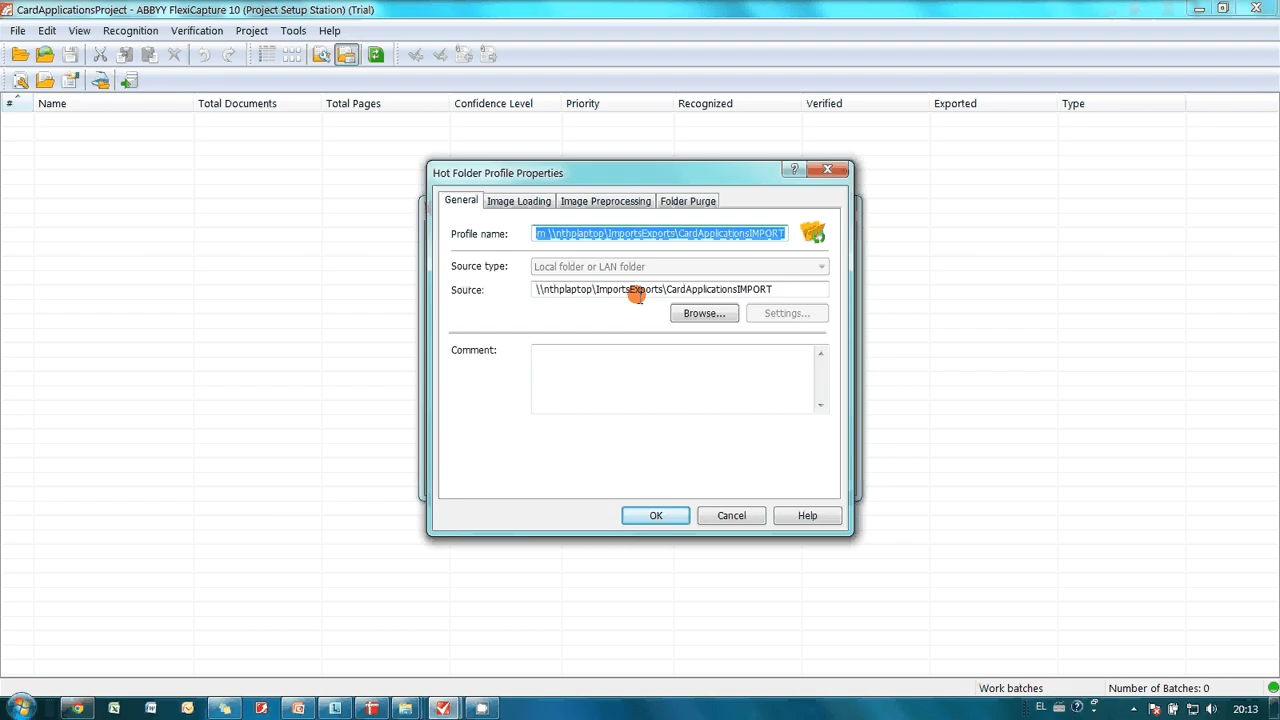 CardApplicationsProject - ABBYY FlexiCapture 10 (Project Setup Station) (Trial)
File Edit View Recognition Verification Project Tools Help
# Name Total Documents Total Pages Confidence Level Priority Recognized Verified Exported Type
Hot Folder Profile Properties
General Image Loading Image Preprocessing Folder Purge
Profile name: m \\nthplaptop\ImportsExports\CardApplicationsIMPORT
Source type: Local folder or LAN folder
Source: \\nthplaptop\ImportsExports\CardApplicationsIMPORT
Browse... Settings...
Comment:
OK Cancel Help
Work batches Number of Batches: 0
EL 20:13